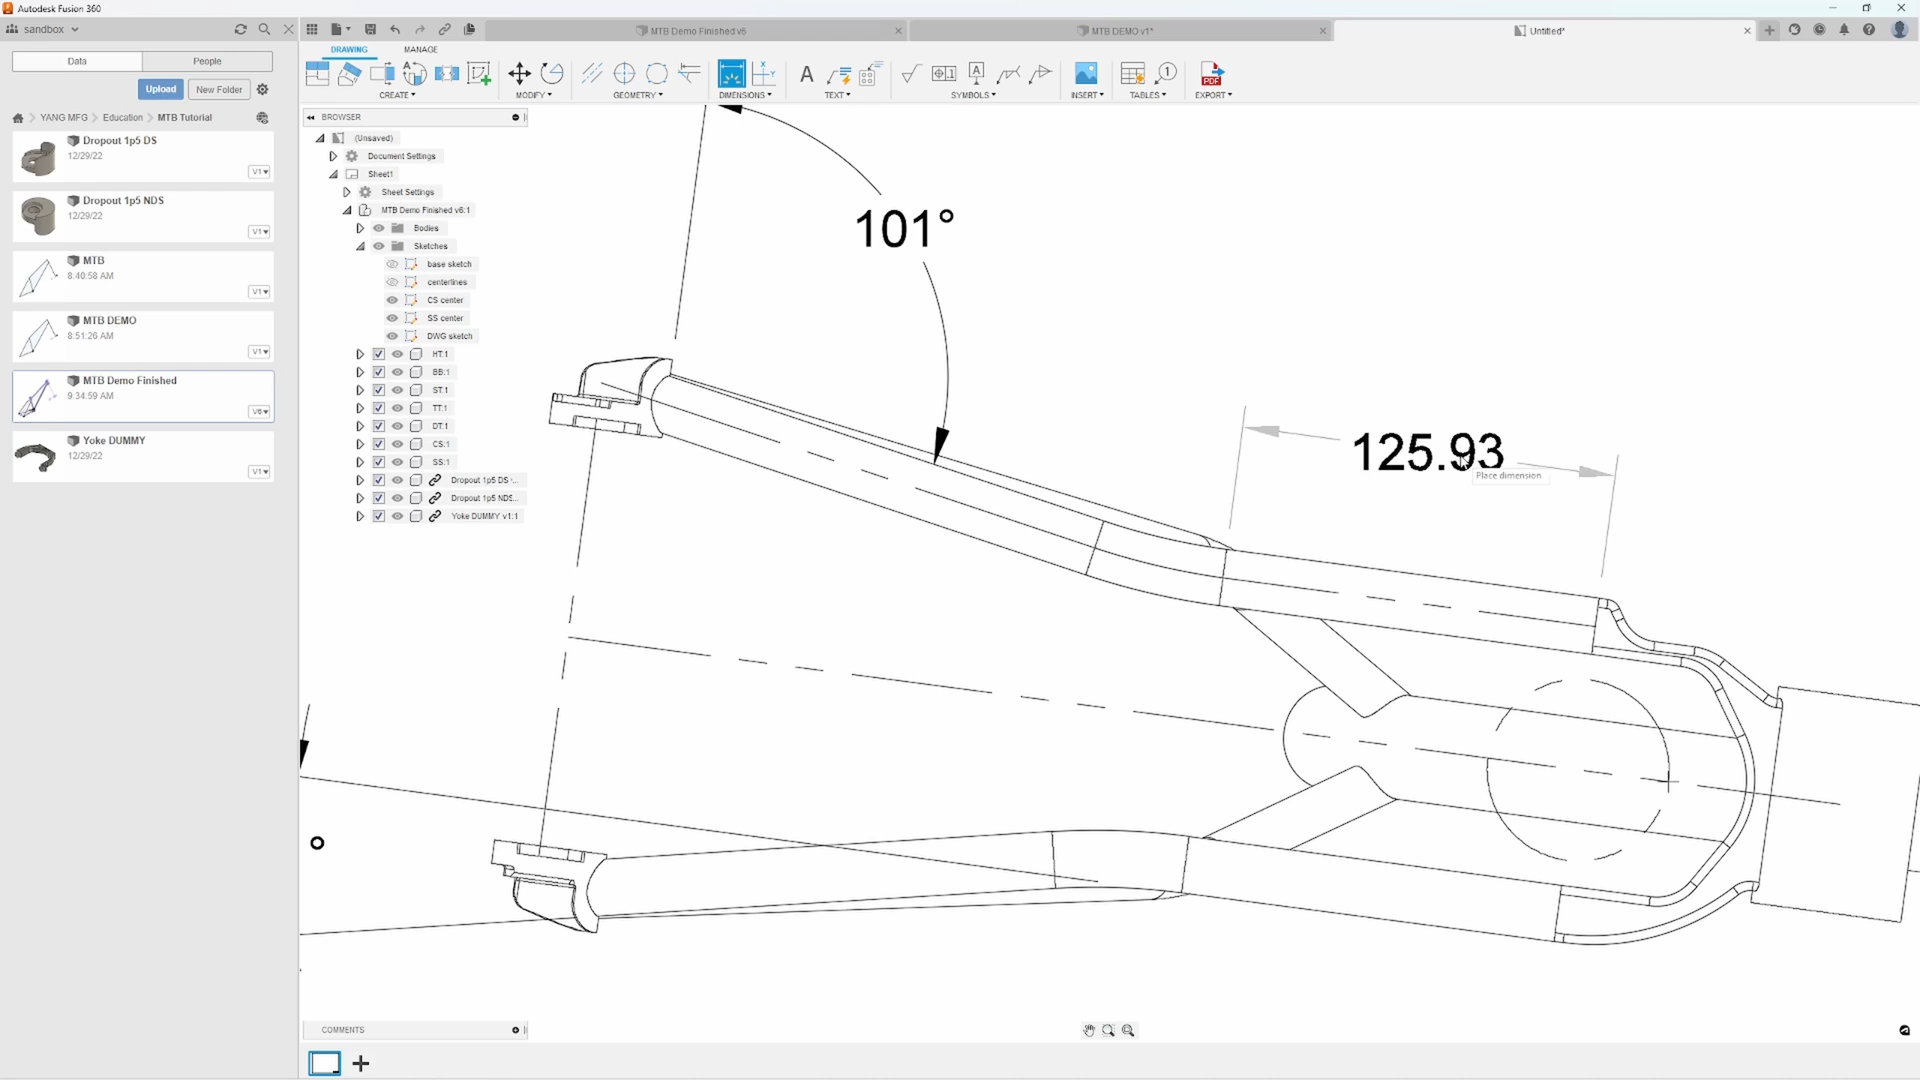 Autodesk Fusion 360
sandbox
MTB Demo Finished v6
MTB DEMO v1*
Untitled*
DRAWING
MANAGE
Data
People
Upload
New Folder
CREATE
MODIFY
GEOMETRY
DIMENSIONS
TEXT
SYMBOLS
INSERT
TABLES
EXPORT
PDF
YANG MFG
Education
MTB Tutorial
Dropout 1p5 DS
12/29/22
V1
Dropout 1p5 NDS
12/29/22
V1
MTB
8:40:58 AM
V1
MTB DEMO
8:51:26 AM
V1
MTB Demo Finished
9:34:59 AM
V6
Yoke DUMMY
12/29/22
V1
BROWSER
(Unsaved)
Document Settings
Sheet1
Sheet Settings
MTB Demo Finished v6:1
Bodies
Sketches
base sketch
centerlines
CS center
SS center
DWG sketch
HT:1
BB:1
ST:1
TT:1
DT:1
CS:1
SS:1
Dropout 1p5 DS ...
Dropout 1p5 NDS...
Yoke DUMMY v1:1
101°
125.93
Place dimension
COMMENTS